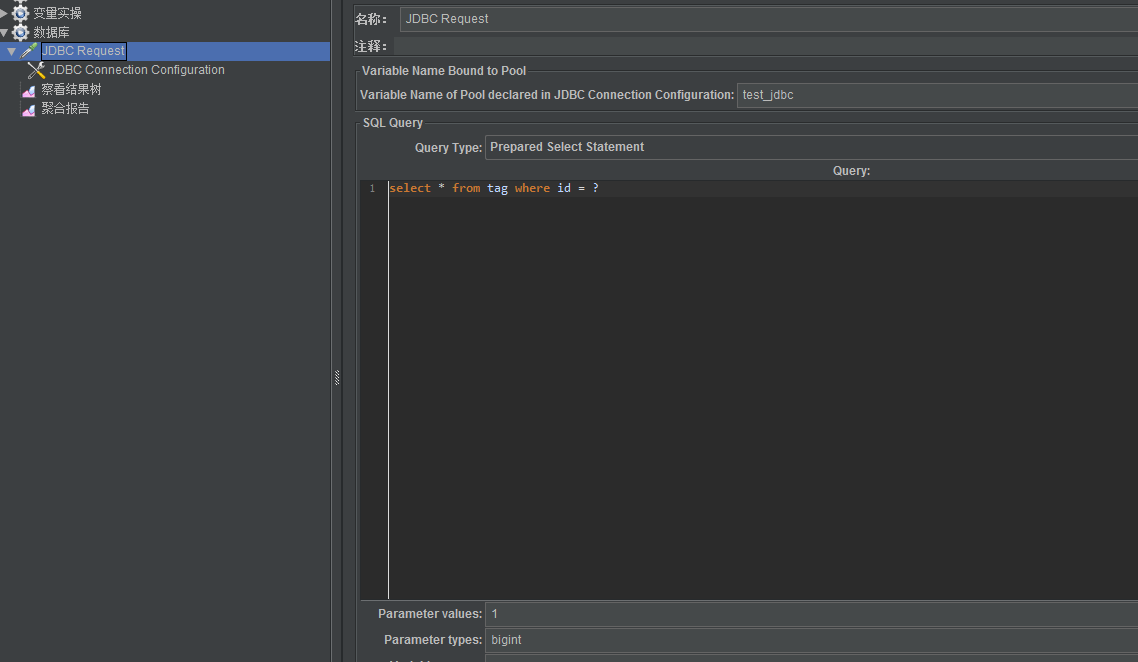 变量实操
数据库
JDBC Request
JDBC Connection Configuration
察看结果树
聚合报告
名称： JDBC Request
注释：
Variable Name Bound to Pool
Variable Name of Pool declared in JDBC Connection Configuration: test_jdbc
SQL Query
Query Type: Prepared Select Statement
Query:
1 select * from tag where id = ?
Parameter values: 1
Parameter types: bigint